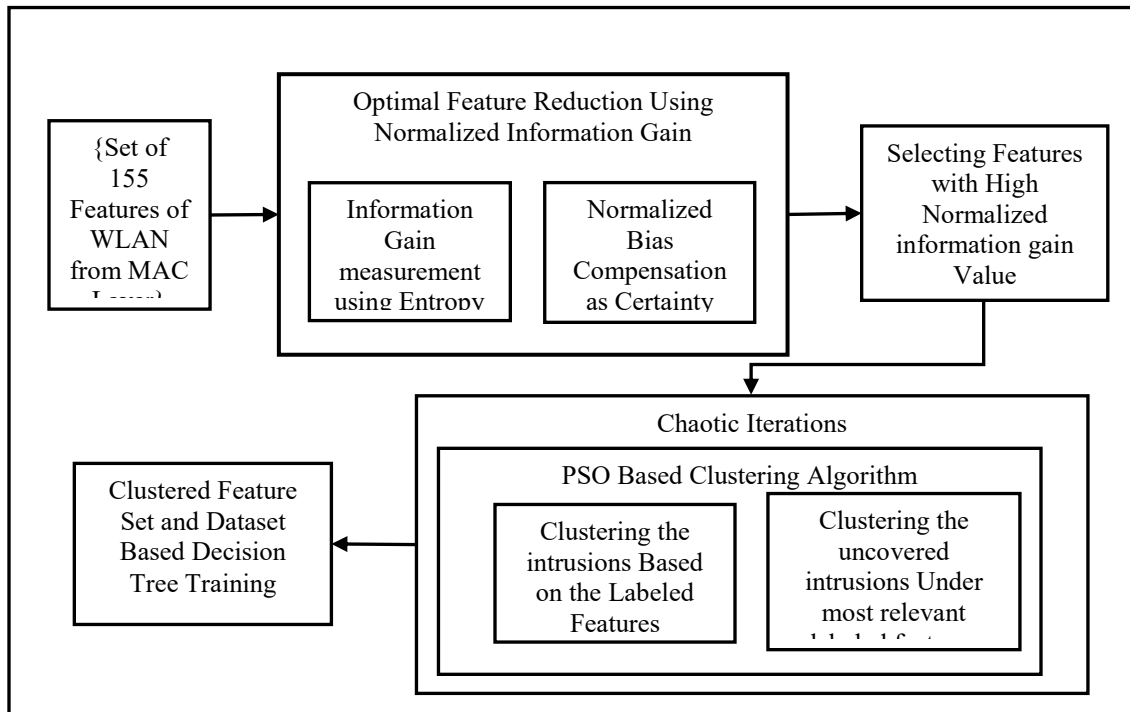 Optimal Feature Reduction Using
Normalized Information Gain
{Set of
155
Features of
WLAN
from MAC
Layer}
Information
Gain
measurement
using Entropy
Normalized
Bias
Compensation
as Certainty
Selecting Features
with High
Normalized
information gain
Value
Chaotic Iterations
PSO Based Clustering Algorithm
Clustering the
intrusions Based
on the Labeled
Features
Clustering the
uncovered
intrusions Under
most relevant
Clustered Feature
Set and Dataset
Based Decision
Tree Training